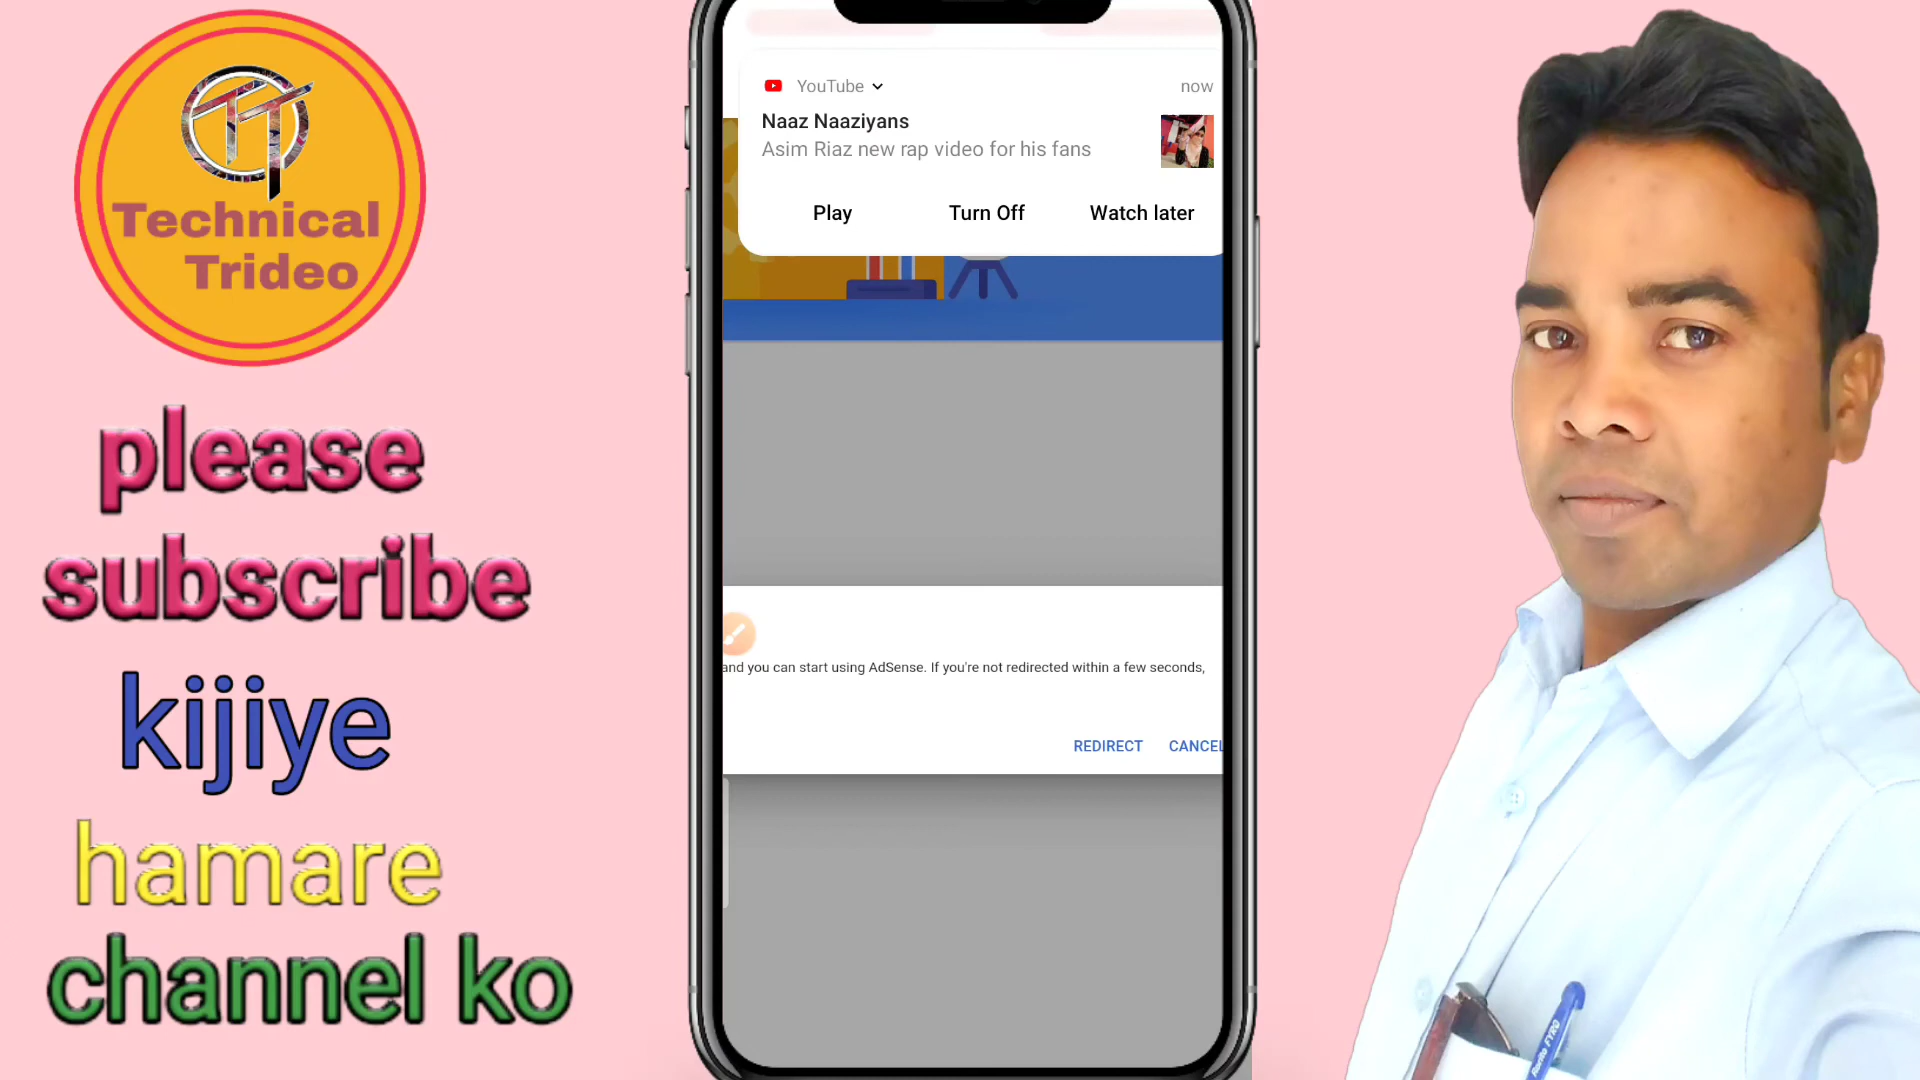 TT
Technical
Trideo
please
subscribe
kijiye
hamare
channel ko
YouTube
now
Naaz Naaziyans
Asim Riaz new rap video for his fans
Play Turn Off Watch later
and you can start using AdSense. If you're not redirected within a few seconds,
REDIRECT CANCEL